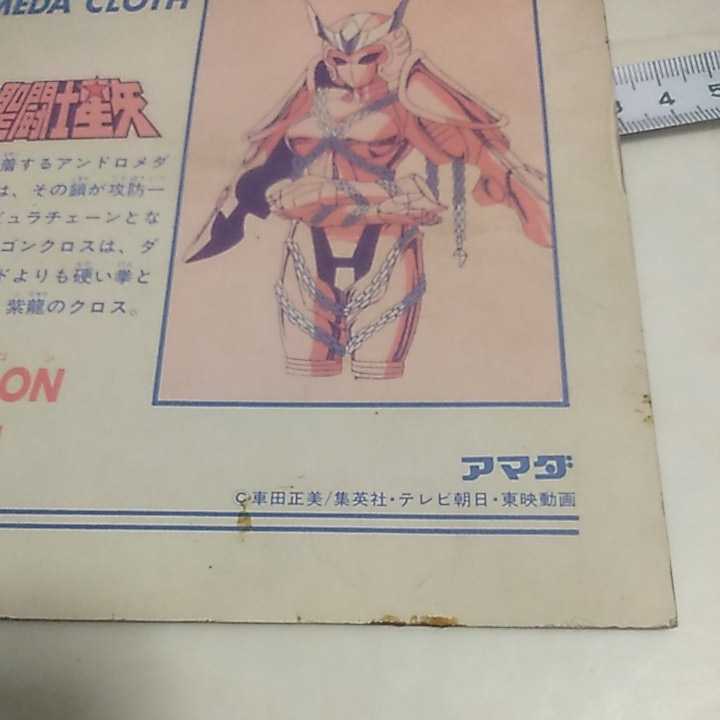 MEDA CLOTH
聖闘士星矢
着するアンドロメダ
は、その鎖が攻防一
ビュラチェーンとな
ゴンクロスは、ダ
ドよりも硬い拳と
紫龍のクロス。
ON
アマダ
©車田正美/集英社・テレビ朝日・東映動画
3 4 5